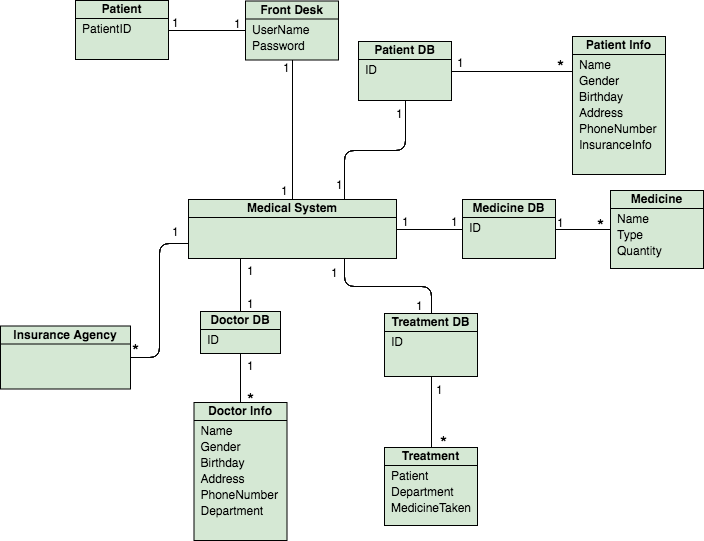 Patient
PatientID
1
1
Front Desk
UserName
Password
1
1
Patient DB
ID
1
*
1
1
Patient Info
Name
Gender
Birthday
Address
PhoneNumber
InsuranceInfo
Medical System
1
1
Medicine DB
ID
1
*
Medicine
Name
Type
Quantity
1
*
Insurance Agency
1
1
Doctor DB
ID
1
*
Doctor Info
Name
Gender
Birthday
Address
PhoneNumber
Department
1
1
Treatment DB
ID
1
*
Treatment
Patient
Department
MedicineTaken